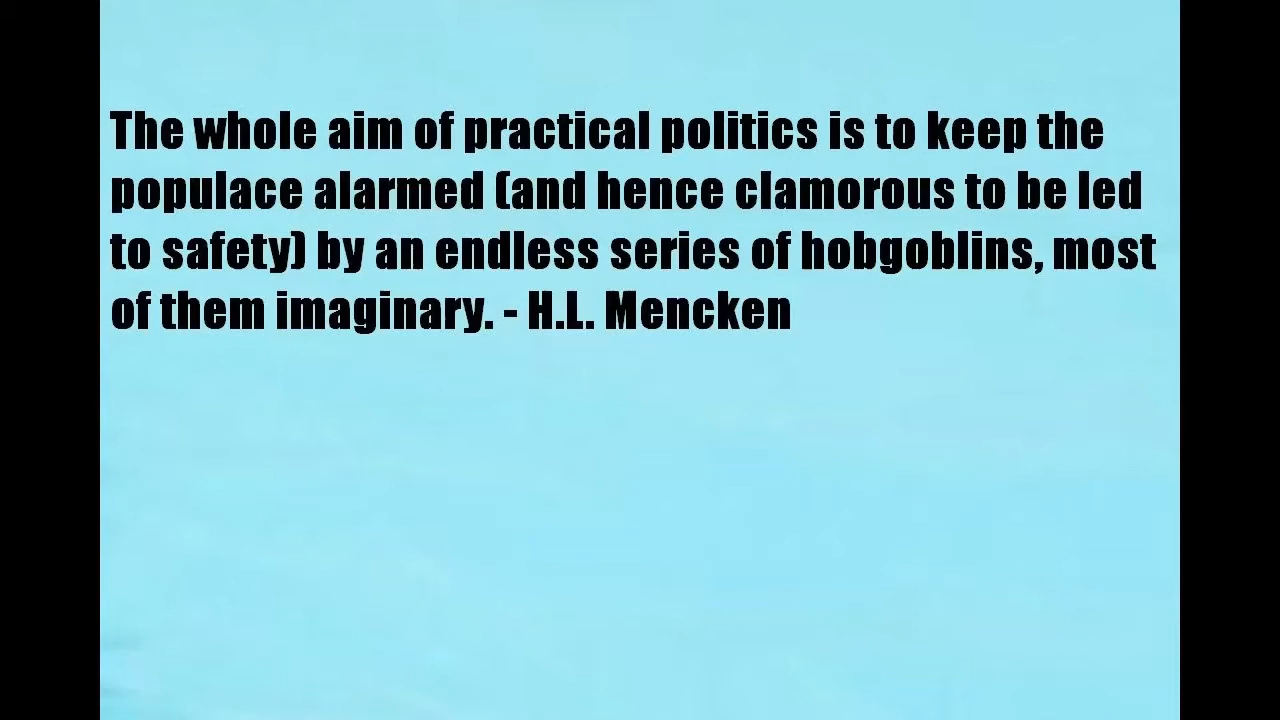 The whole aim of practical politics is to keep the
populace alarmed (and hence clamorous to be led
to safety) by an endless series of hobgoblins, most
of them imaginary. - H.L. Mencken